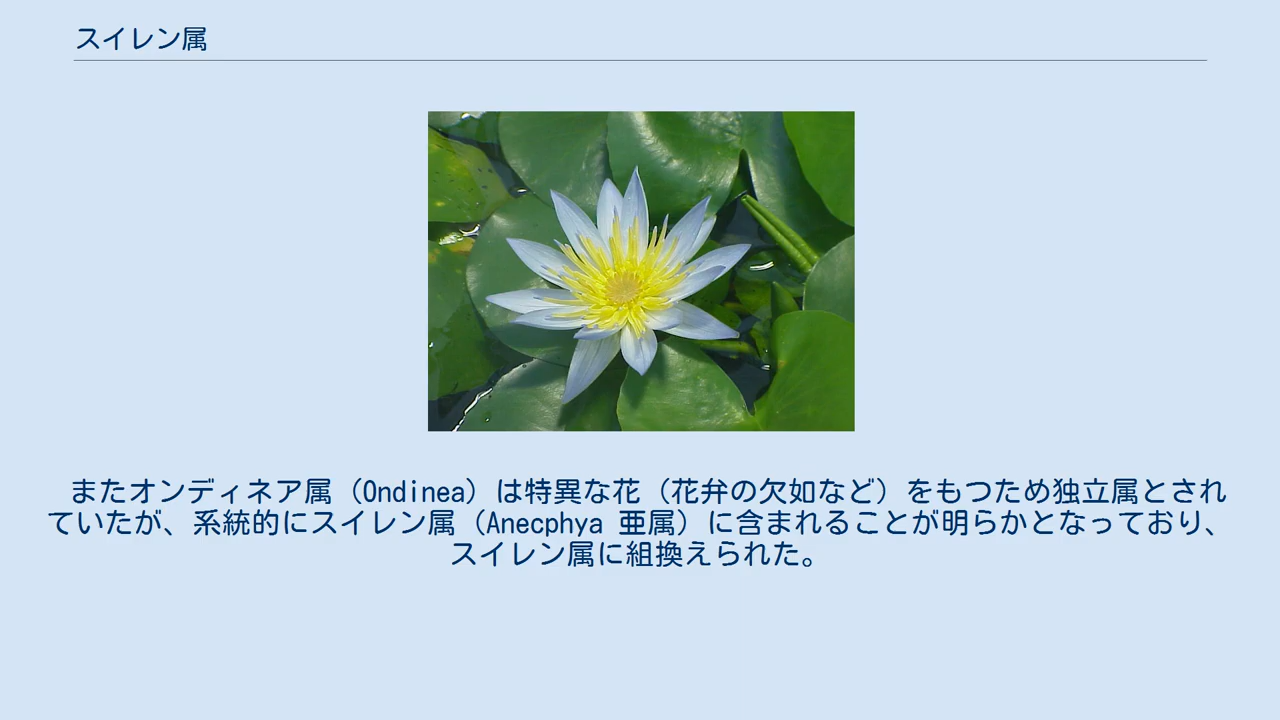 スイレン属
またオンディネア属（Ondinea）は特異な花（花弁の欠如など）をもつため独立属とされ
ていたが、系統的にスイレン属（Anecphya 亜属）に含まれることが明らかとなっており、
スイレン属に組換えられた。